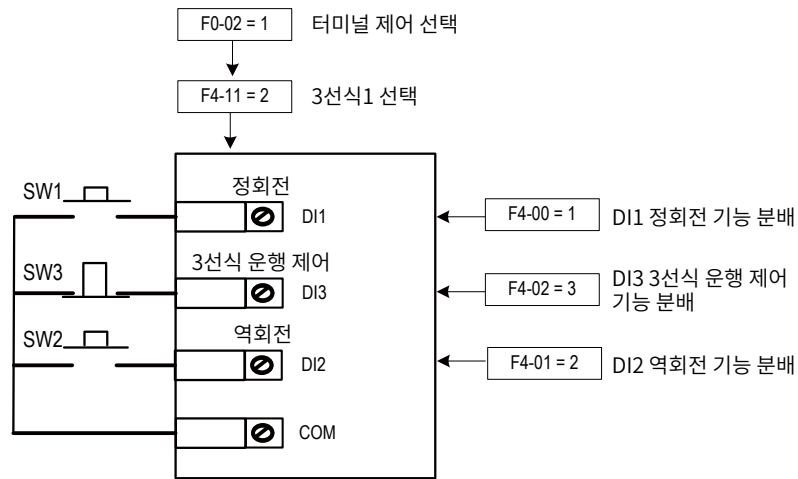 F0-02 = 1 터미널 제어 선택
F4-11 = 2 3선식1 선택
SW1 정회전
DI1 F4-00 = 1 DI1 정회전 기능 분배
3선식 운행 제어
SW3 DI3 F4-02 = 3 DI3 3선식 운행 제어
기능 분배
SW2 역회전
DI2 F4-01 = 2 DI2 역회전 기능 분배
COM